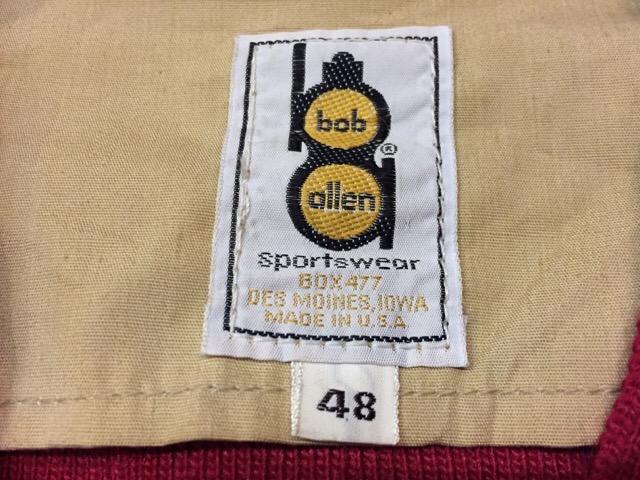 bob
®
allen
sportswear
BOX 477
DES MOINES, IOWA
MADE IN U.S.A
48